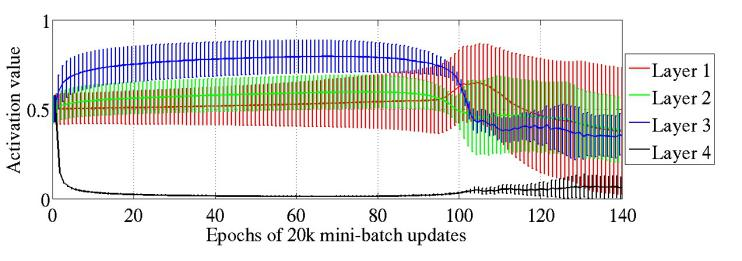 1
0.5
0
Activation value
0 20 40 60 80 100 120 140
Epochs of 20k mini-batch updates
Layer 1
Layer 2
Layer 3
Layer 4